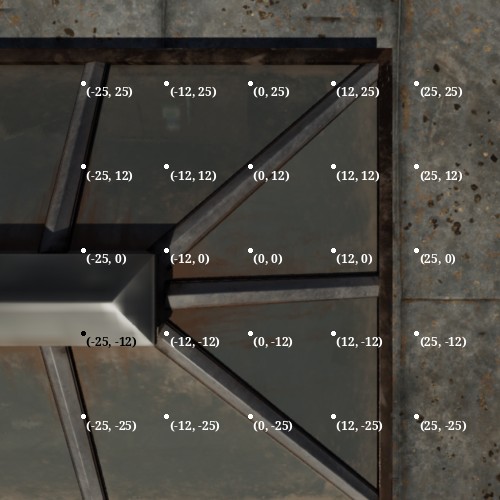 (-25, 25) (-12, 25) (0, 25) (12, 25) (25, 25)
(-25, 12) (-12, 12) (0, 12) (12, 12) (25, 12)
(-25, 0) (-12, 0) (0, 0) (12, 0) (25, 0)
(-25, -12) (-12, -12) (0, -12) (12, -12) (25, -12)
(-25, -25) (-12, -25) (0, -25) (12, -25) (25, -25)